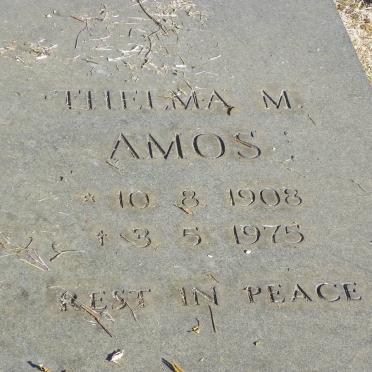 THELMA M.
AMOS
* 10 8 1908
† 3 5 1975
REST IN PEACE